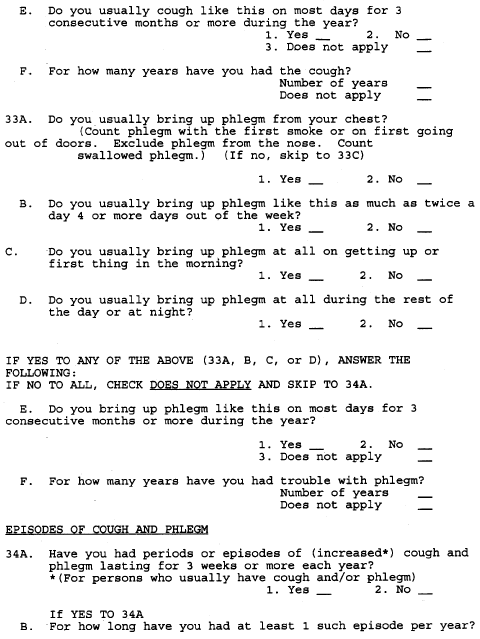 E. Do you usually cough like this on most days for 3
consecutive months or more during the year?
1. Yes __ 2. No __
3. Does not apply __
F. For how many years have you had the cough?
Number of years __
Does not apply __
33A. Do you usually bring up phlegm from your chest?
(Count phlegm with the first smoke or on first going
out of doors. Exclude phlegm from the nose. Count
swallowed phlegm.) (If no, skip to 33C)
1. Yes __ 2. No __
B. Do you usually bring up phlegm like this as much as twice a
day 4 or more days out of the week?
1. Yes __ 2. No __
C. Do you usually bring up phlegm at all on getting up or
first thing in the morning?
1. Yes __ 2. No __
D. Do you usually bring up phlegm at all during the rest of
the day or at night?
1. Yes __ 2. No __
IF YES TO ANY OF THE ABOVE (33A, B, C, or D), ANSWER THE
FOLLOWING:
IF NO TO ALL, CHECK DOES NOT APPLY AND SKIP TO 34A.
E. Do you bring up phlegm like this on most days for 3
consecutive months or more during the year?
1. Yes __ 2. No __
3. Does not apply __
F. For how many years have you had trouble with phlegm?
Number of years __
Does not apply __
EPISODES OF COUGH AND PHLEGM
34A. Have you had periods or episodes of (increased*) cough and
phlegm lasting for 3 weeks or more each year?
*(For persons who usually have cough and/or phlegm)
1. Yes __ 2. No __
If YES TO 34A
B. For how long have you had at least 1 such episode per year?